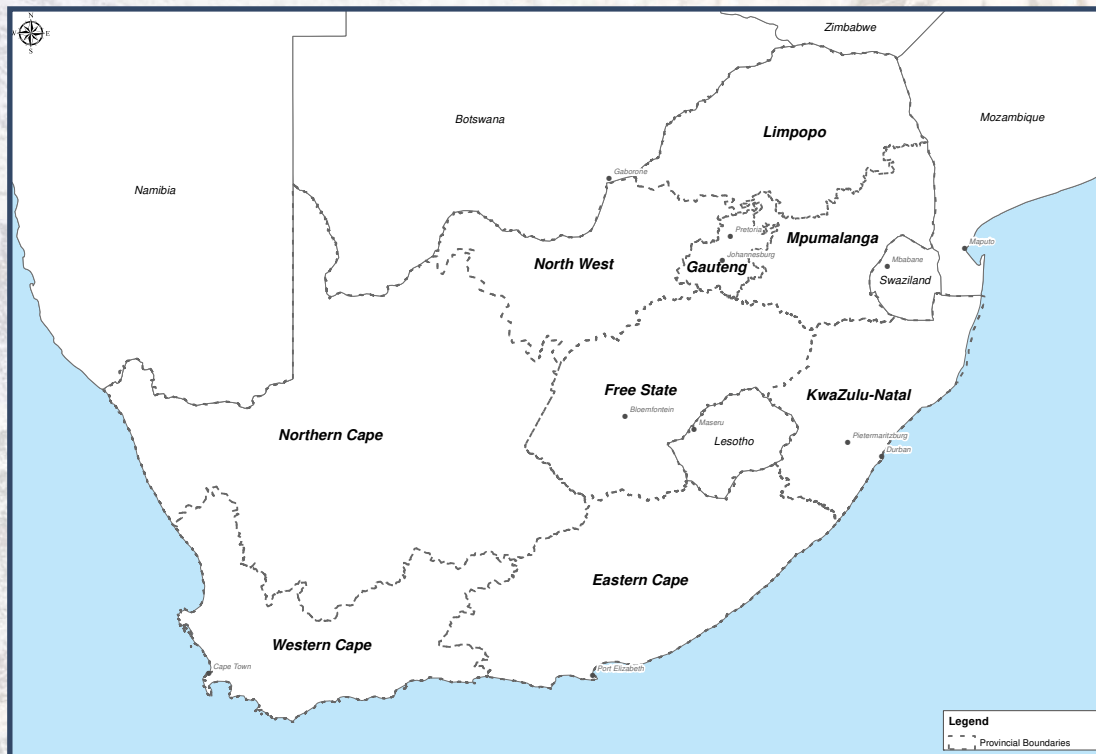 N
W E
S
Zimbabwe
Mozambique
Botswana
Limpopo
Gaborone
Namibia
Pretoria
Mpumalanga
Maputo
North West
Johannesburg
Gauteng
Mbabane
Swaziland
Free State
KwaZulu-Natal
Bloemfontein
Maseru
Northern Cape
Lesotho
Pietermaritzburg
Durban
Eastern Cape
Western Cape
Cape Town
Port Elizabeth
Legend
Provincial Boundaries